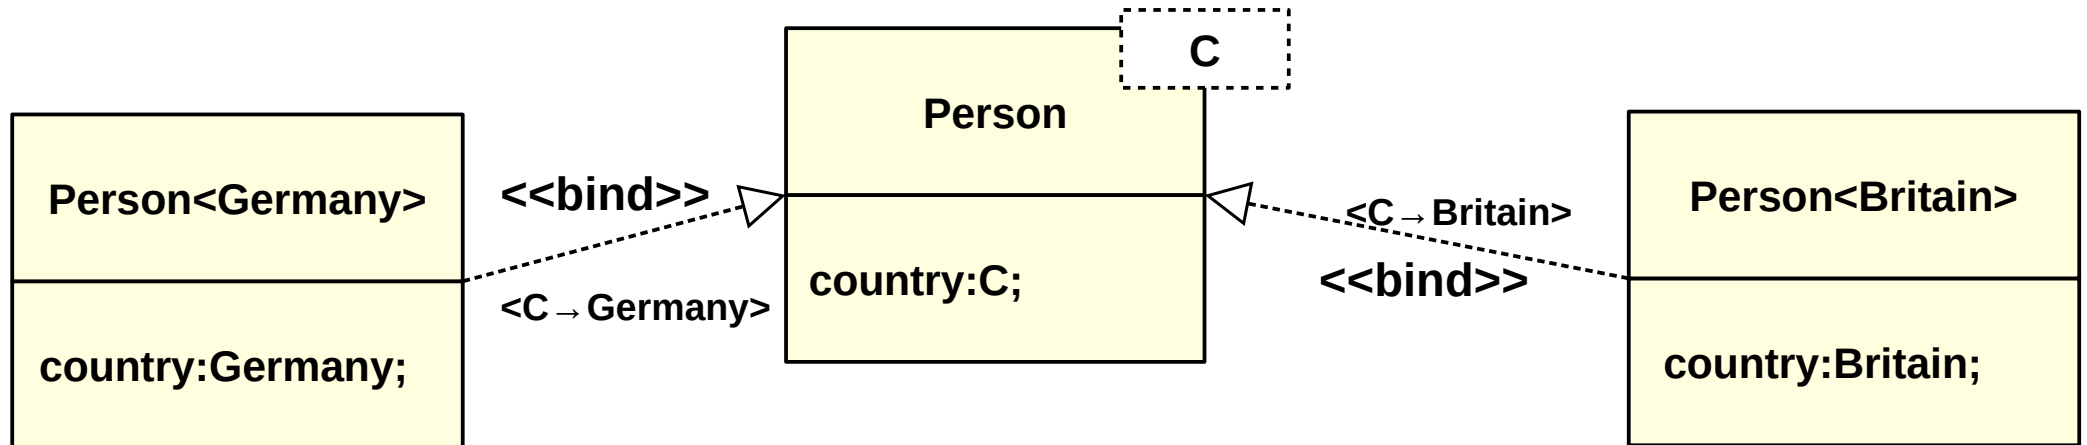 C
Person
country:C;
Person<Germany>
country:Germany;
<<bind>>
<C→Germany>
<C→Britain>
<<bind>>
Person<Britain>
country:Britain;